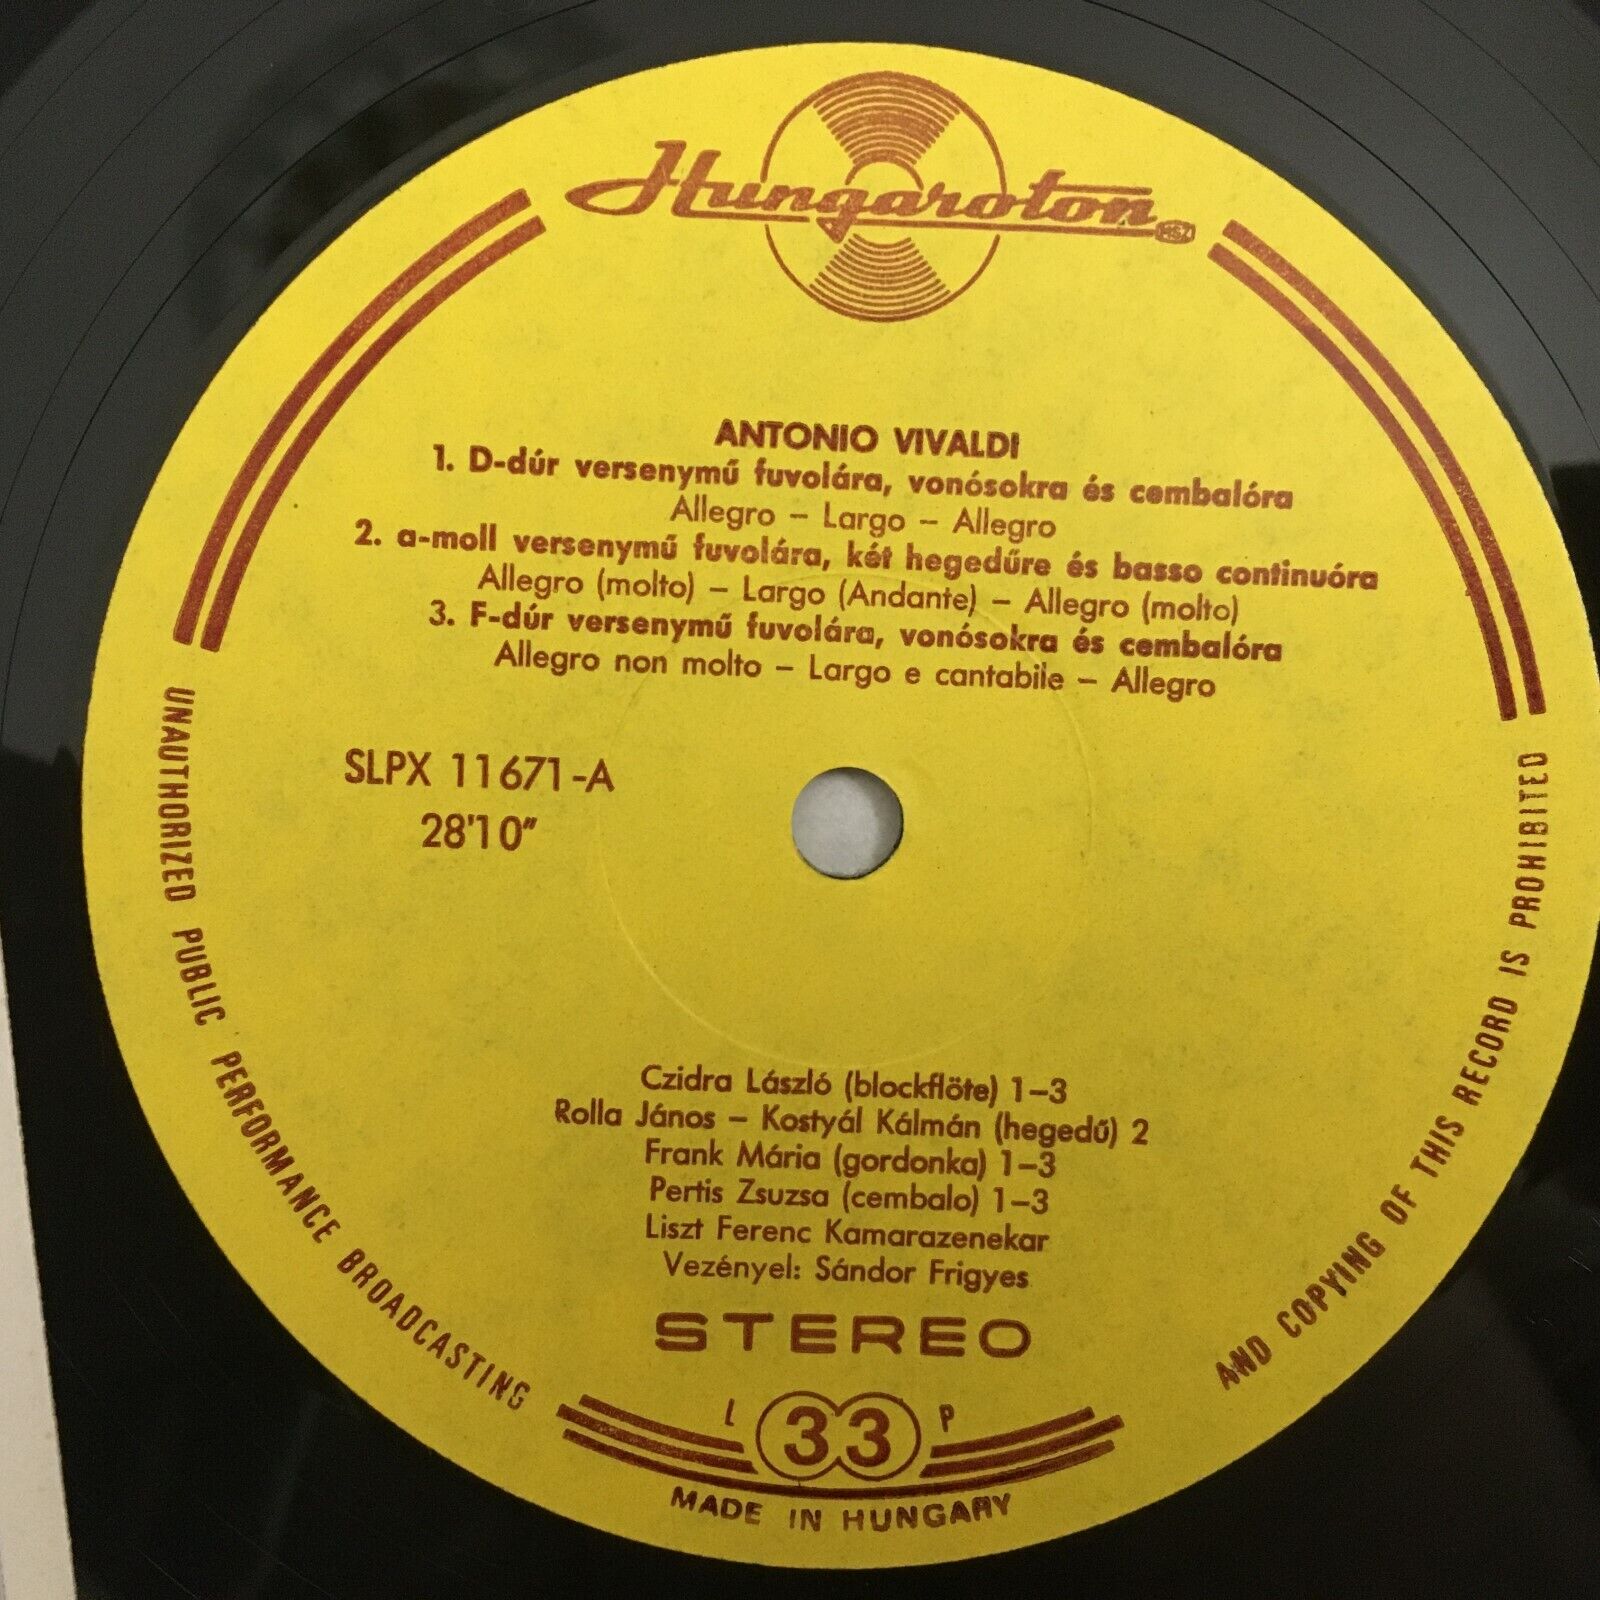 Hungaroton
ANTONIO VIVALDI
1. D-dúr versenymű fuvolára, vonósokra és cembalóra
Allegro – Largo – Allegro
2. a-moll versenymű fuvolára, két hegedűre és basso continuóra
Allegro (molto) – Largo (Andante) – Allegro (molto)
3. F-dúr versenymű fuvolára, vonósokra és cembalóra
Allegro non molto – Largo e cantabile – Allegro
SLPX 11671-A
28'10"
Czidra László (blockflöte) 1–3
Rolla János – Kostyál Kálmán (hegedű) 2
Frank Mária (gordonka) 1–3
Pertis Zsuzsa (cembalo) 1–3
Liszt Ferenc Kamarazenekar
Vezényel: Sándor Frigyes
STEREO
L 33 P
MADE IN HUNGARY
UNAUTHORIZED PUBLIC PERFORMANCE BROADCASTING
AND COPYING OF THIS RECORD IS PROHIBITED